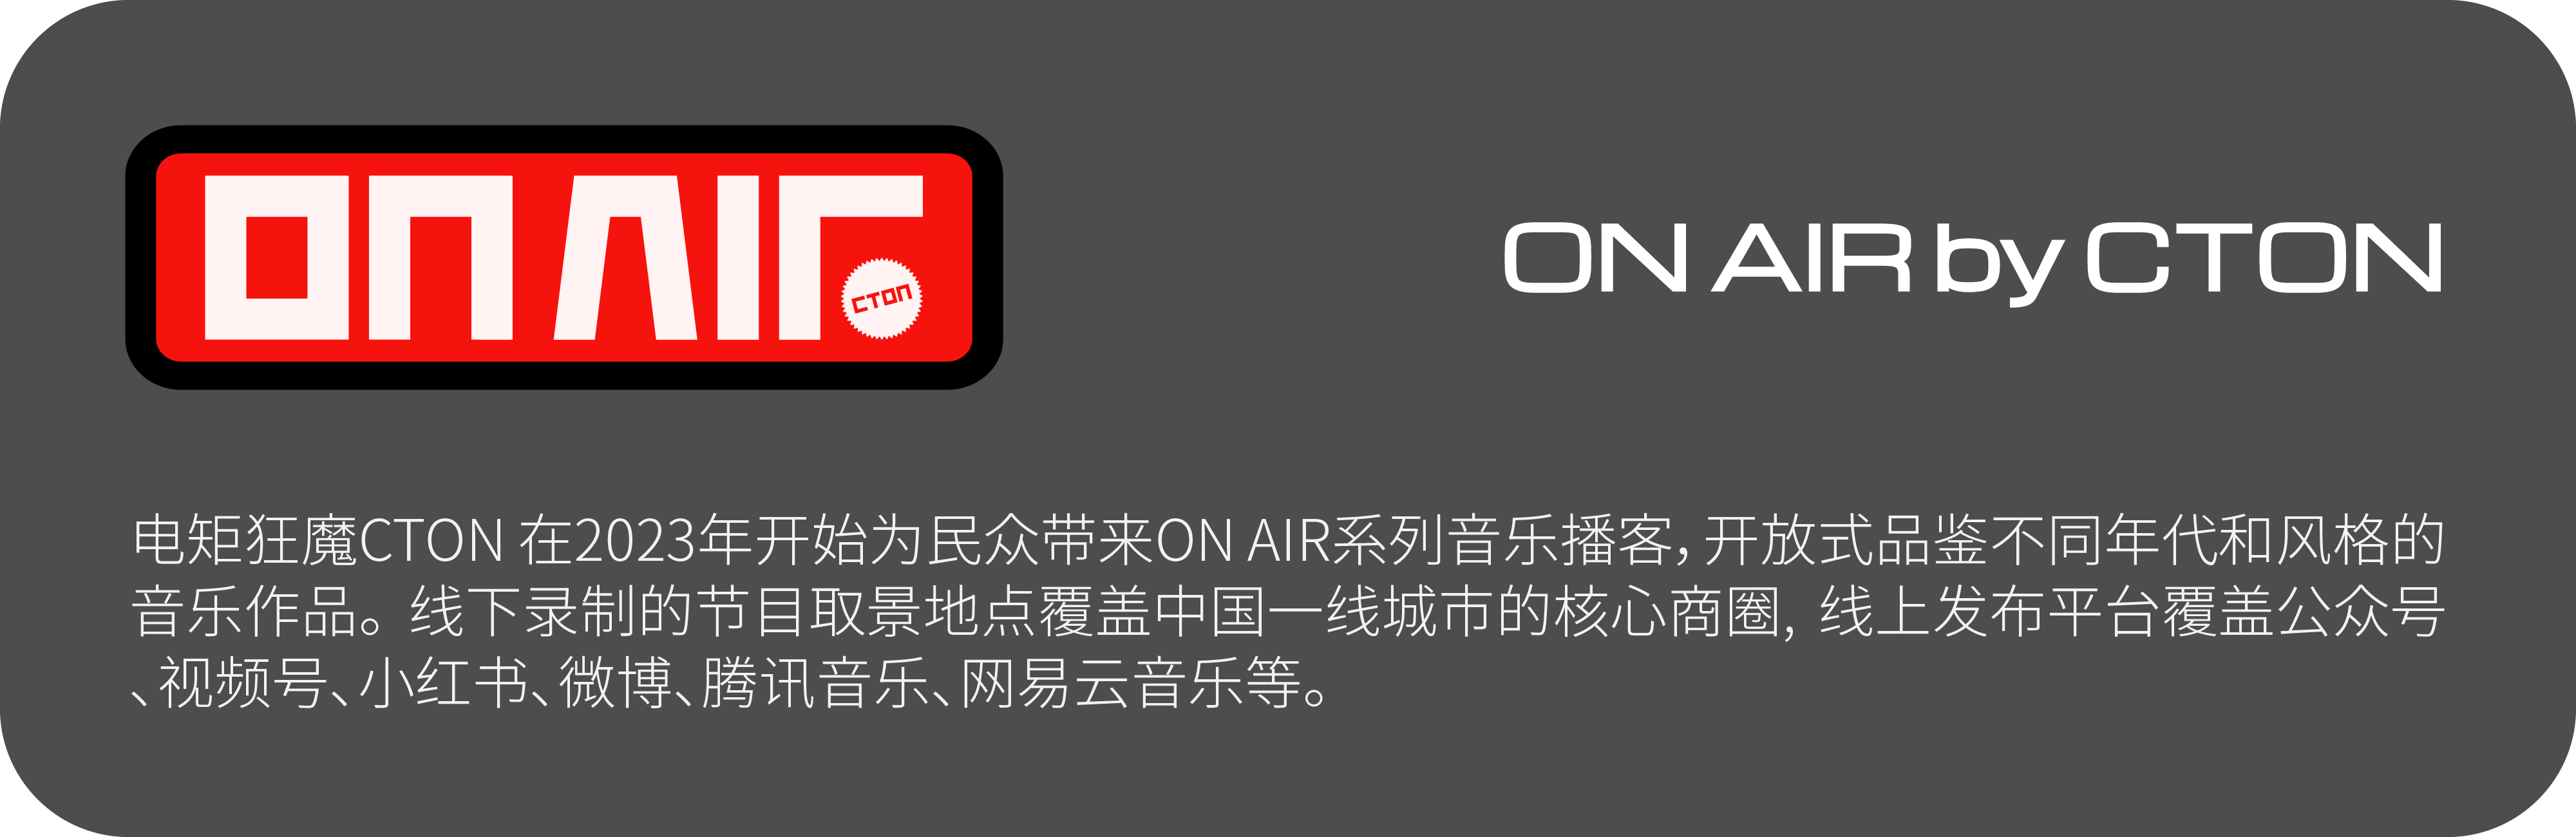 ON AIR
CTON
ON AIR by CTON
电矩狂魔CTON 在2023年开始为民众带来ON AIR系列音乐播客，开放式品鉴不同年代和风格的
音乐作品。线下录制的节目取景地点覆盖中国一线城市的核心商圈，线上发布平台覆盖公众号
、视频号、小红书、微博、腾讯音乐、网易云音乐等。